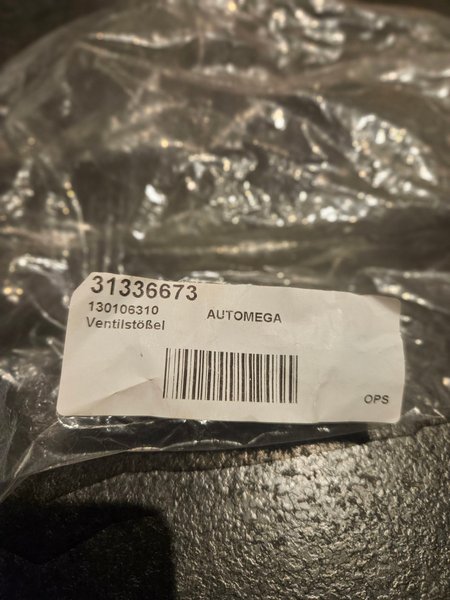 31336673
130106310
AUTOMEGA
Ventilstößel
OPS